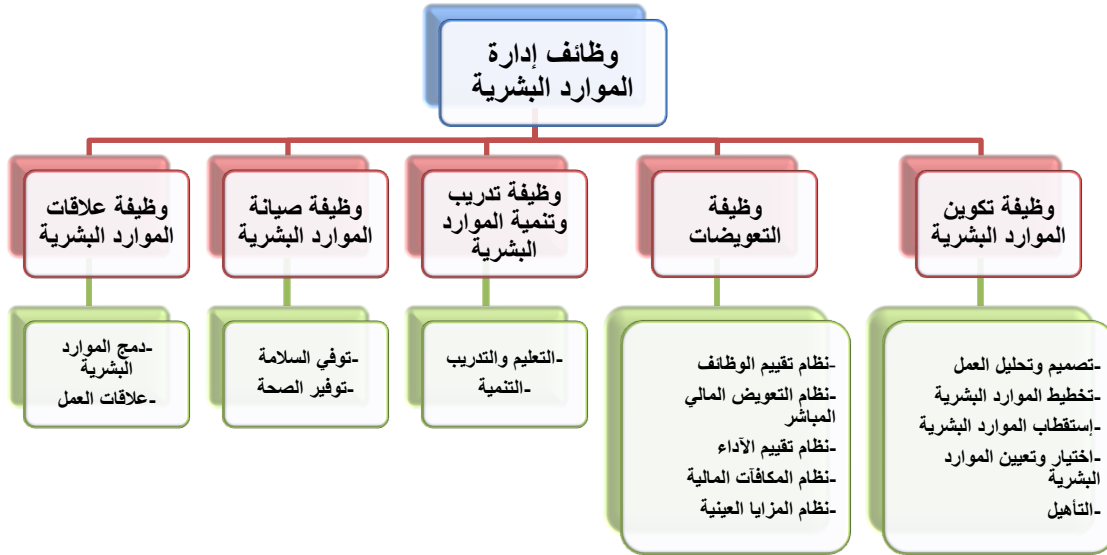 وظائف إدارة
الموارد البشرية
وظيفة تكوين
الموارد البشرية
وظيفة
التعويضات
وظيفة تدريب
وتنمية الموارد
البشرية
وظيفة صيانة
الموارد البشرية
وظيفة علاقات
الموارد البشرية
-تصميم وتحليل العمل
-تخطيط الموارد البشرية
-إستقطاب الموارد البشرية
-اختيار وتعيين الموارد
البشرية
-التأهيل
-نظام تقييم الوظائف
-نظام التعويض المالي
المباشر
-نظام تقييم الآداء
-نظام المكافآت المالية
-نظام المزايا العينية
-التعليم والتدريب
-التنمية
-توفي السلامة
-توفير الصحة
-دمج الموارد
البشرية
-علاقات العمل